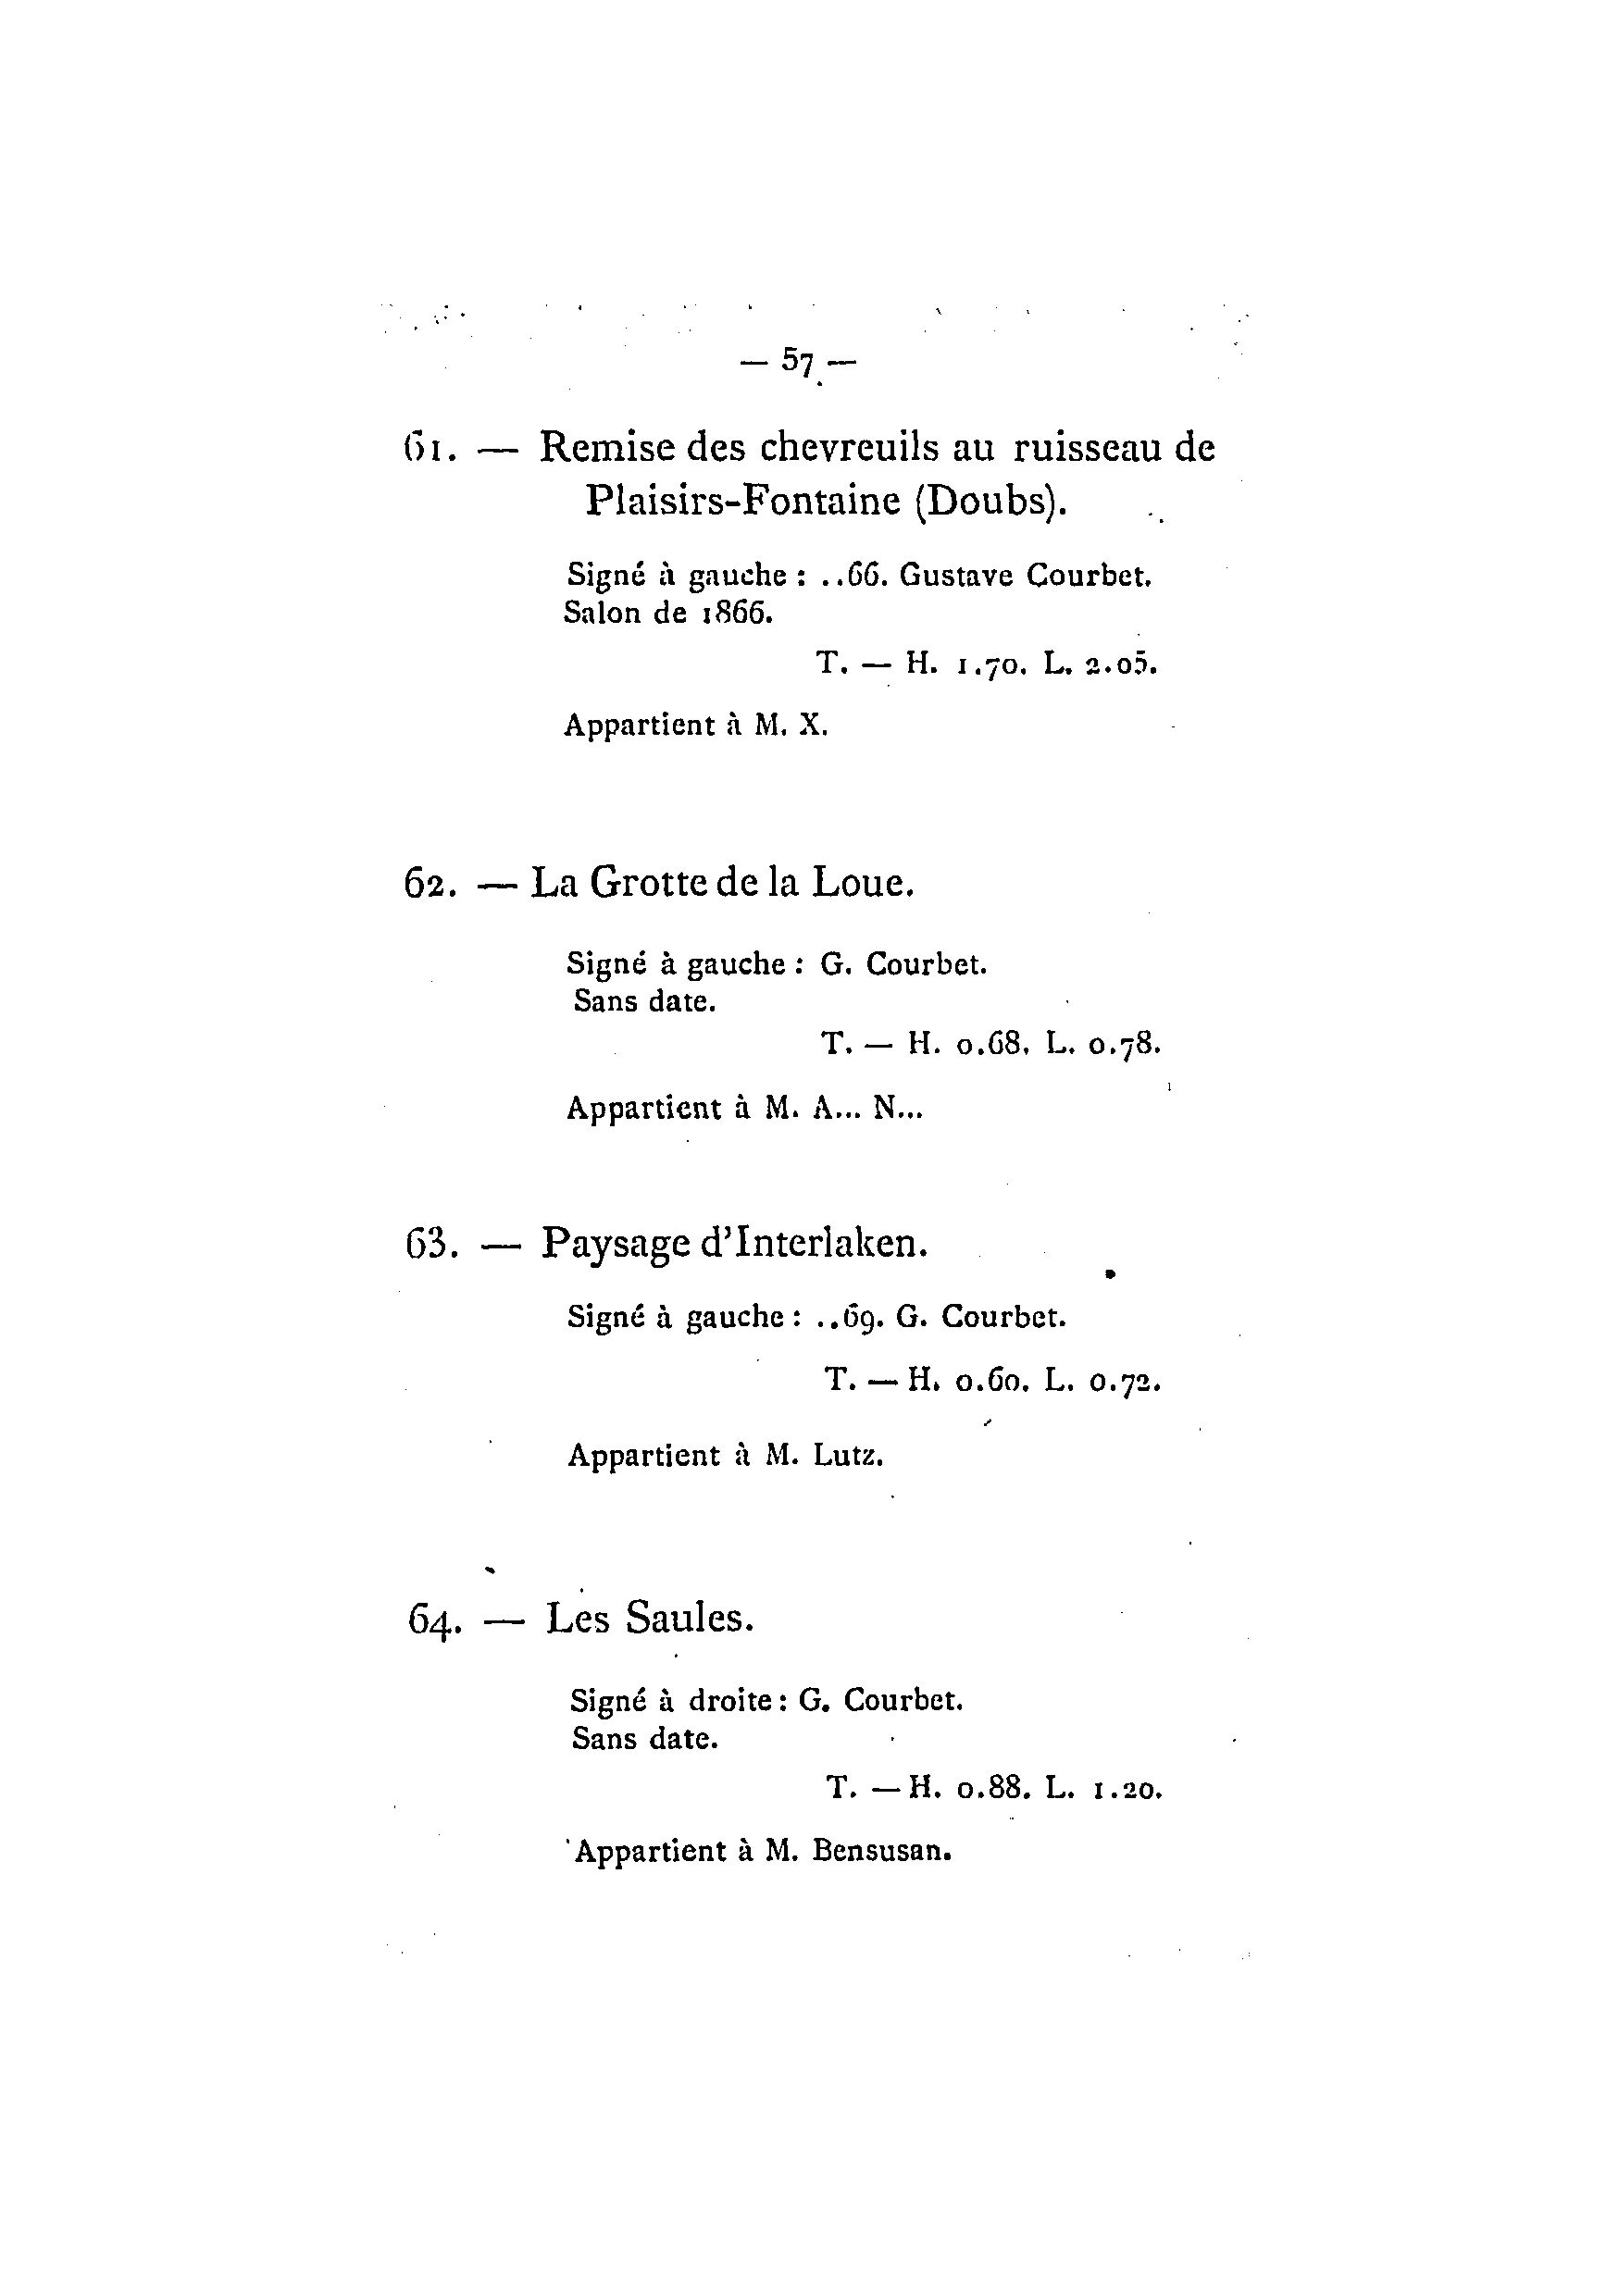 — 57 —
61. — Remise des chevreuils au ruisseau de
Plaisirs-Fontaine (Doubs).
Signé à gauche : ..66. Gustave Courbet.
Salon de 1866.
T. — H. 1.70. L. 2.05.
Appartient à M. X.
62. — La Grotte de la Loue.
Signé à gauche : G. Courbet.
Sans date.
T. — H. 0.68. L. 0.78.
Appartient à M. A... N...
63. — Paysage d'Interlaken.
Signé à gauche : ..69. G. Courbet.
T. — H. 0.60. L. 0.72.
Appartient à M. Lutz.
64. — Les Saules.
Signé à droite : G. Courbet.
Sans date.
T. — H. 0.88. L. 1.20.
Appartient à M. Bensusan.